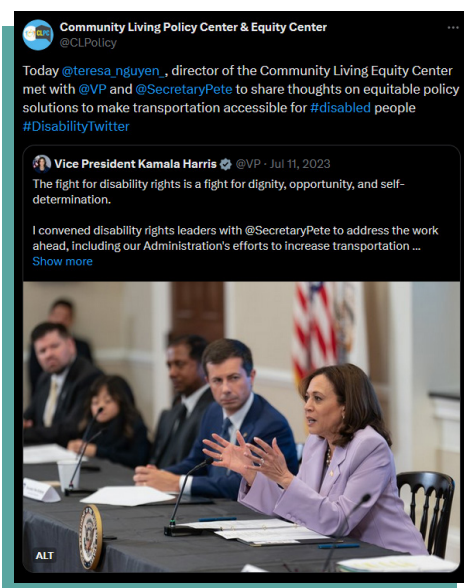 Community Living Policy Center & Equity Center
@CLPolicy
Today @teresa_nguyen_, director of the Community Living Equity Center
met with @VP and @SecretaryPete to share thoughts on equitable policy
solutions to make transportation accessible for #disabled people
#DisabilityTwitter
Vice President Kamala Harris @VP · Jul 11, 2023
The fight for disability rights is a fight for dignity, opportunity, and self-
determination.
I convened disability rights leaders with @SecretaryPete to address the work
ahead, including our Administration's efforts to increase transportation ...
Show more
ALT